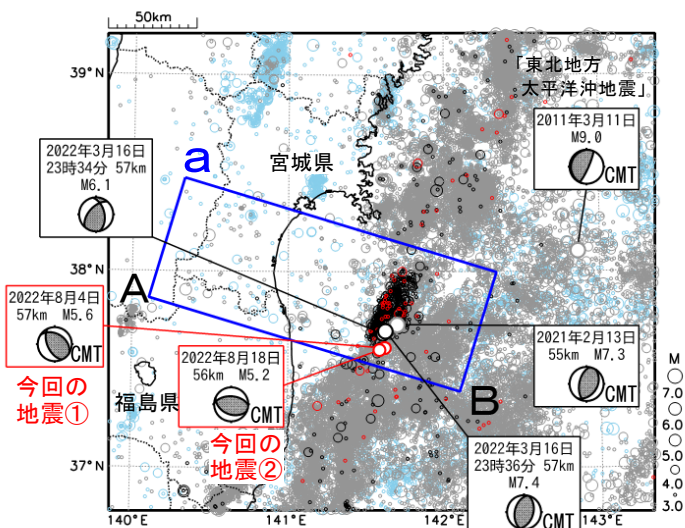 50km
39°N
38°N
37°N
140°E
141°E
142°E
143°E
「東北地方
太平洋沖地震」
2011年3月11日
M9.0
CMT
2022年3月16日
23時34分 57km
M6.1
a
宮城県
A
2022年8月4日
57km M5.6
CMT
今回の
地震①
福島県
2022年8月18日
56km M5.2
CMT
今回の
地震②
B
2021年2月13日
55km M7.3
CMT
2022年3月16日
23時36分 57km
M7.4
CMT
M
7.0
6.0
5.0
4.0
3.0